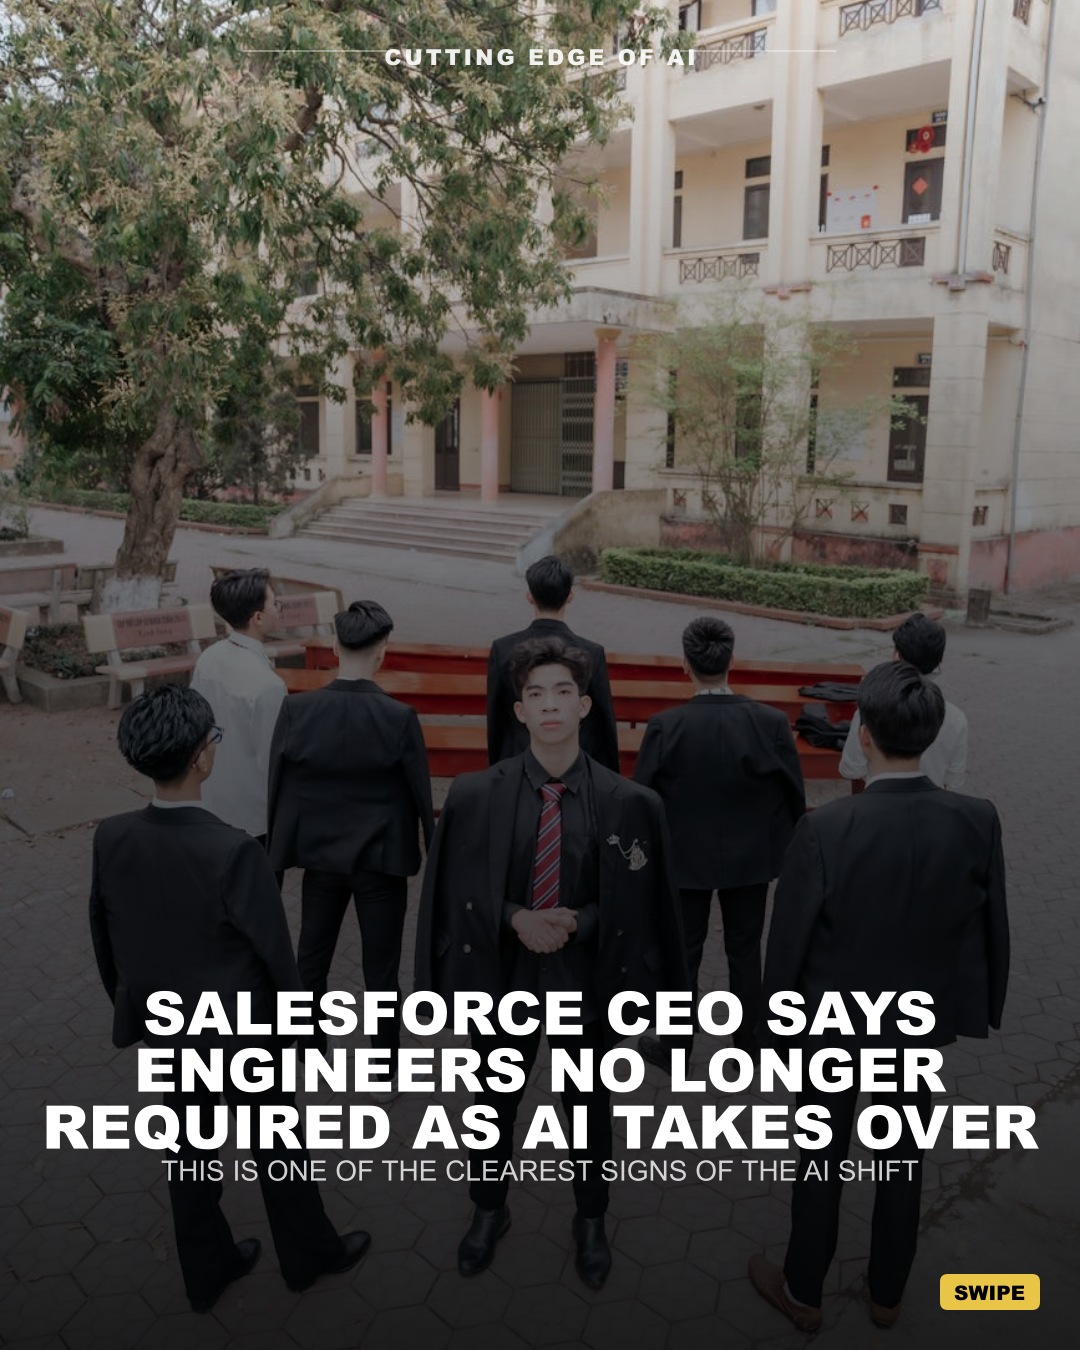 CUTTING EDGE OF AI
SALESFORCE CEO SAYS
ENGINEERS NO LONGER
REQUIRED AS AI TAKES OVER
THIS IS ONE OF THE CLEAREST SIGNS OF THE AI SHIFT
SWIPE